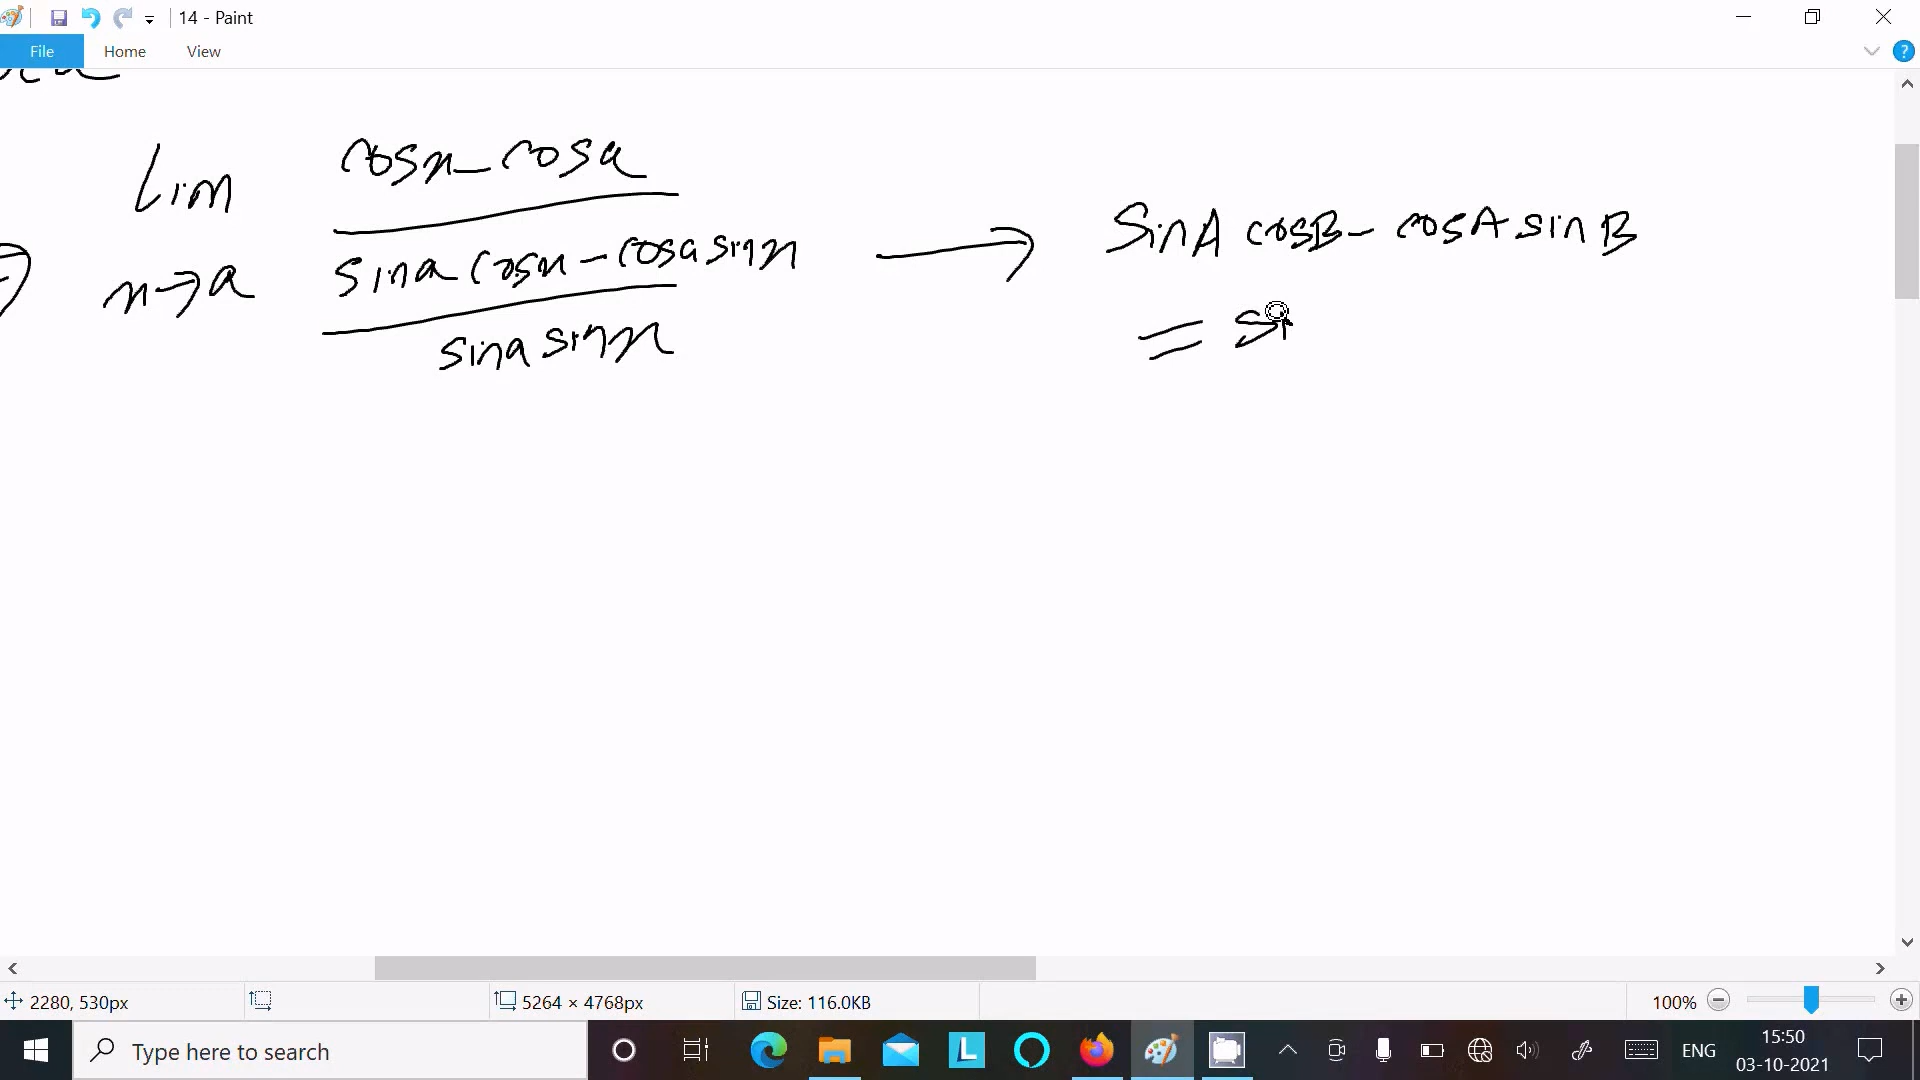 14 - Paint
File Home View
Lim cosx - cosa
x→a sina cosx - cosa sinx
sina sinx
→ SinA cosB - cosA sinB
= si
2280, 530px 5264 × 4768px Size: 116.0KB 100%
Type here to search L ENG 15:50
03-10-2021